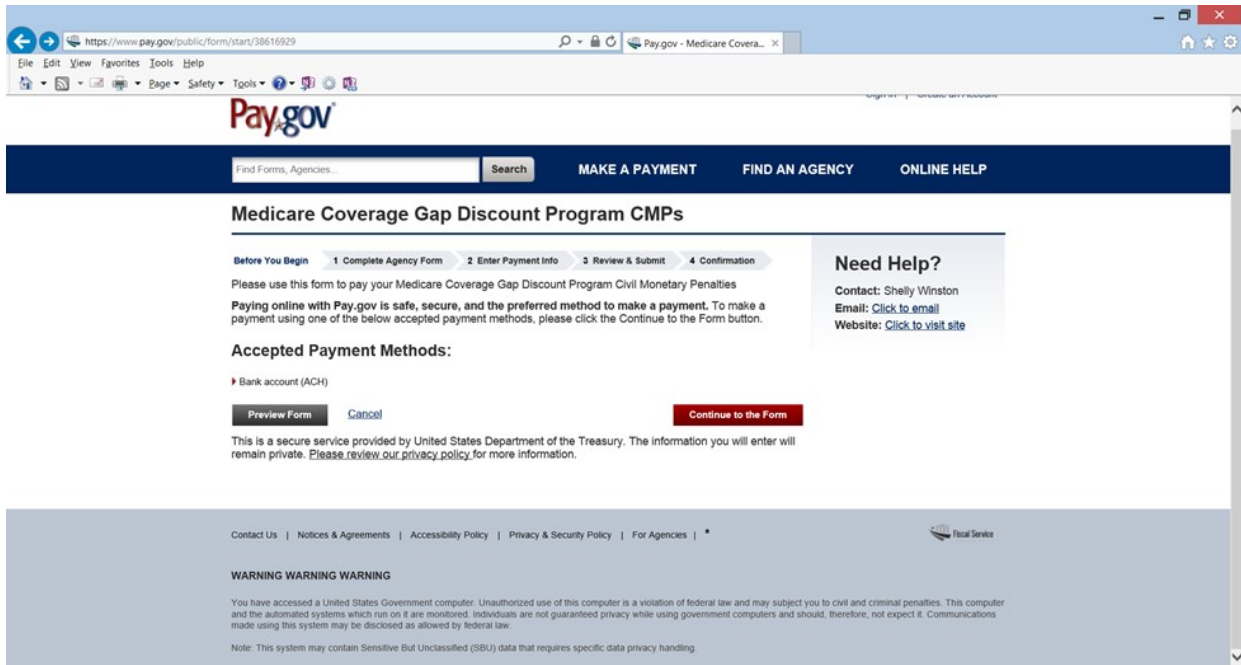 https://www.pay.gov/public/form/start/38616929
Pay.gov - Medicare Covera...
File Edit View Favorites Tools Help
Page Safety Tools
Sign In | Create an Account
Pay.gov
Find Forms, Agencies...
Search
MAKE A PAYMENT
FIND AN AGENCY
ONLINE HELP
Medicare Coverage Gap Discount Program CMPs
Before You Begin 1 Complete Agency Form 2 Enter Payment Info 3 Review & Submit 4 Confirmation
Please use this form to pay your Medicare Coverage Gap Discount Program Civil Monetary Penalties
Paying online with Pay.gov is safe, secure, and the preferred method to make a payment. To make a
payment using one of the below accepted payment methods, please click the Continue to the Form button.
Accepted Payment Methods:
Bank account (ACH)
Preview Form
Cancel
Continue to the Form
This is a secure service provided by United States Department of the Treasury. The information you will enter will
remain private. Please review our privacy policy for more information.
Need Help?
Contact: Shelly Winston
Email: Click to email
Website: Click to visit site
Contact Us | Notices & Agreements | Accessibility Policy | Privacy & Security Policy | For Agencies | *
Fiscal Service
WARNING WARNING WARNING
You have accessed a United States Government computer. Unauthorized use of this computer is a violation of federal law and may subject you to civil and criminal penalties. This computer
and the automated systems which run on it are monitored. Individuals are not guaranteed privacy while using government computers and should, therefore, not expect it. Communications
made using this system may be disclosed as allowed by federal law.
Note: This system may contain Sensitive But Unclassified (SBU) data that requires specific data privacy handling.